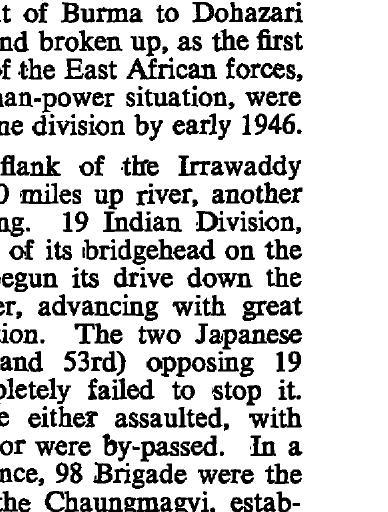 t of Burma to Dohazari
nd broken up, as the first
of the East African forces,
nan-power situation, were
ne division by early 1946.
flank of the Irrawaddy
0 miles up river, another
ng. 19 Indian Division,
of its bridgehead on the
egun its drive down the
er, advancing with great
tion. The two Japanese
and 53rd) opposing 19
pletely failed to stop it.
e either assaulted, with
or were by-passed. In a
nce, 98 Brigade were the
the Chaungmagyi, estab-